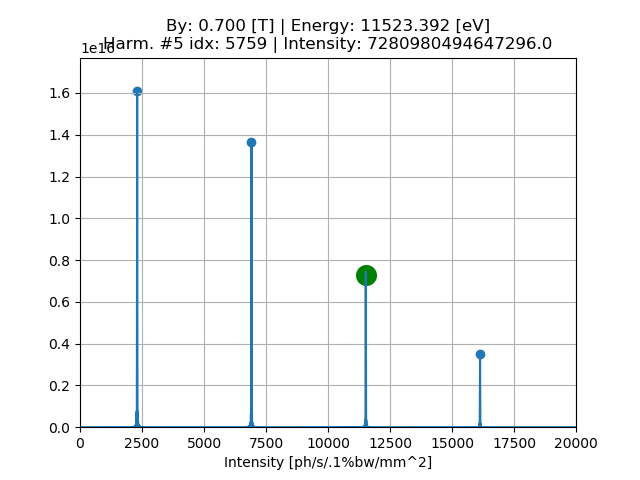 By: 0.700 [T] | Energy: 11523.392 [eV]
Harm. #5 idx: 5759 | Intensity: 7280980494647296.0
1e16
1.6
1.4
1.2
1.0
0.8
0.6
0.4
0.2
0.0
0 2500 5000 7500 10000 12500 15000 17500 20000
Intensity [ph/s/.1%bw/mm^2]